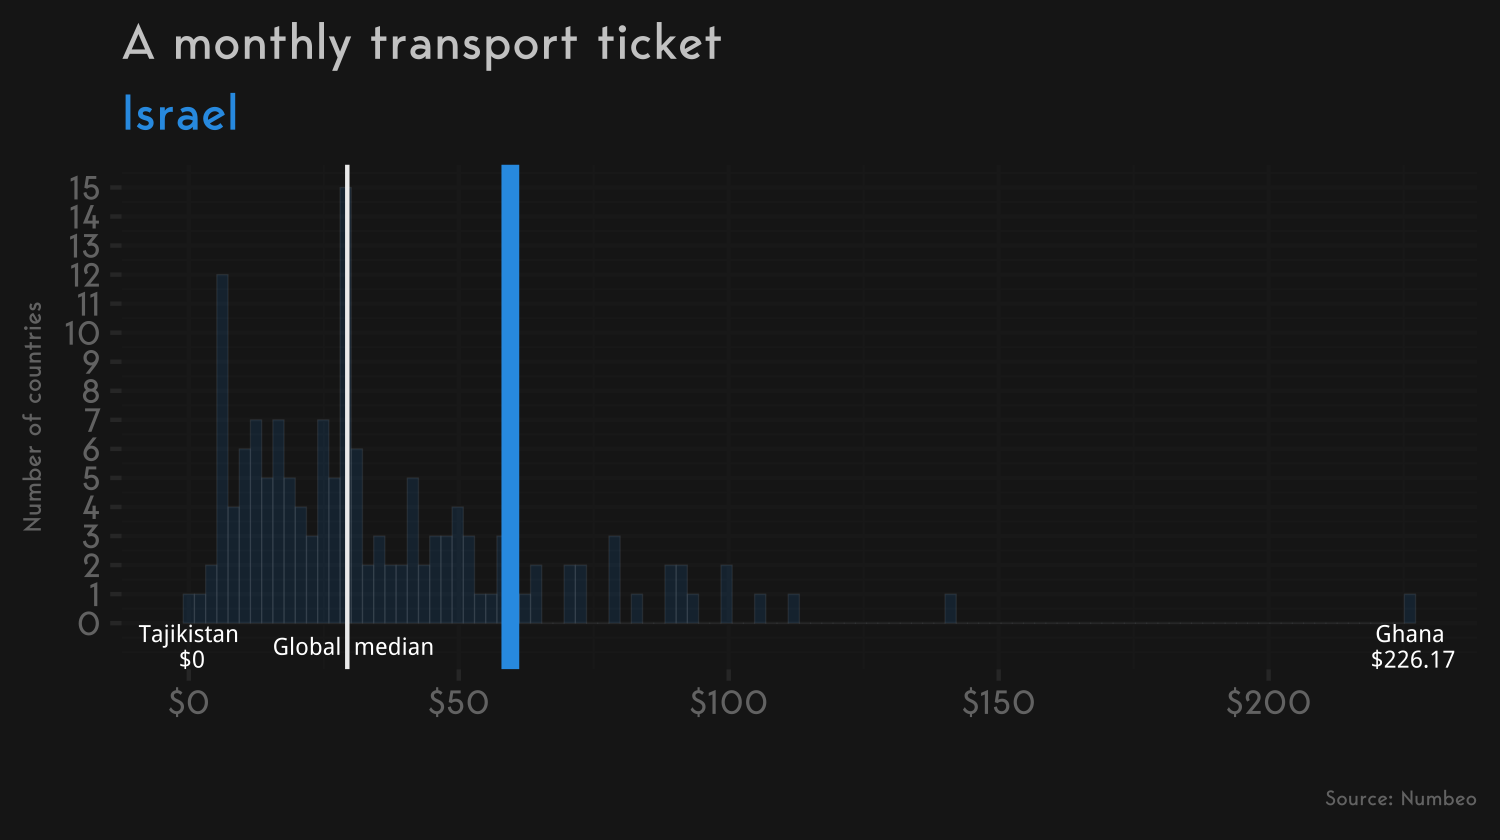 A monthly transport ticket
Israel
Number of countries
15
14
13
12
11
10
9
8
7
6
5
4
3
2
1
0
Tajikistan
$0
Global median
Ghana
$226.17
$0 $50 $100 $150 $200
Source: Numbeo